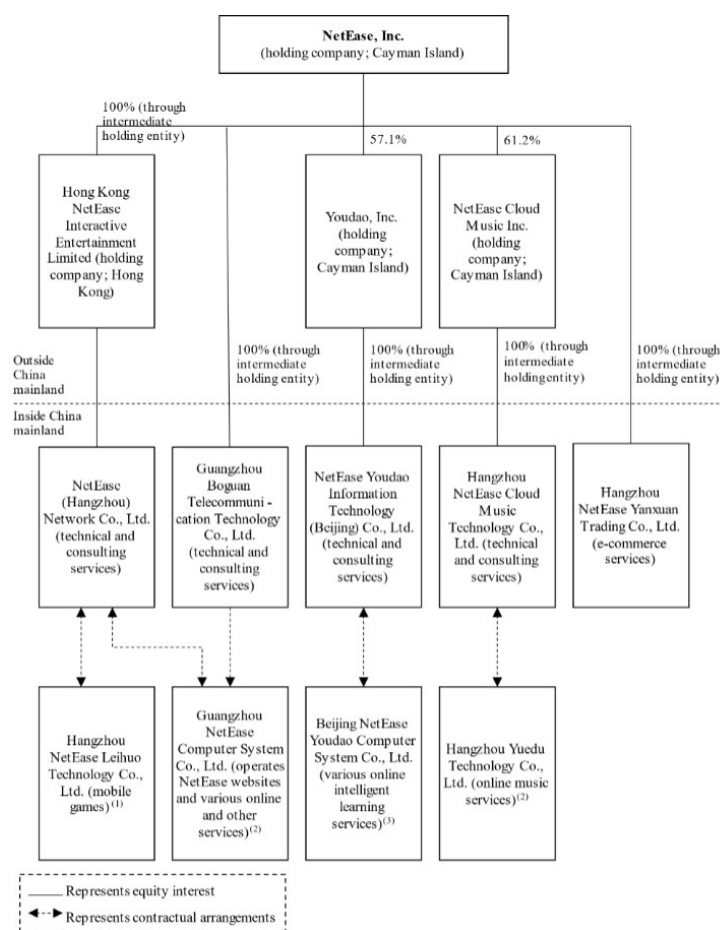 NetEase, Inc.
(holding company; Cayman Island)
100% (through
intermediate
holding entity)
57.1%
61.2%
Hong Kong
NetEase
Interactive
Entertainment
Limited (holding
company; Hong
Kong)
Youdao, Inc.
(holding
company;
Cayman Island)
NetEase Cloud
Music Inc.
(holding
company;
Cayman Island)
Outside
China
mainland
100% (through
intermediate
holding entity)
100% (through
intermediate
holding entity)
100% (through
intermediate
holding entity)
100% (through
intermediate
holding entity)
Inside China
mainland
NetEase
(Hangzhou)
Network Co., Ltd.
(technical and
consulting
services)
Guangzhou
Boguan
Telecommuni -
cation Technology
Co., Ltd.
(technical and
consulting
services)
NetEase Youdao
Information
Technology
(Beijing) Co., Ltd.
(technical and
consulting
services)
Hangzhou
NetEase Cloud
Music
Technology Co.,
Ltd. (technical
and consulting
services)
Hangzhou
NetEase Yanxuan
Trading Co., Ltd.
(e-commerce
services)
Hangzhou
NetEase Leihuo
Technology Co.,
Ltd. (mobile
games)(1)
Guangzhou
NetEase
Computer System
Co., Ltd. (operates
NetEase websites
and various online
and other
services)(2)
Beijing NetEase
Youdao Computer
System Co., Ltd.
(various online
intelligent
learning
services)(3)
Hangzhou Yuedu
Technology Co.,
Ltd. (online music
services)(2)
Represents equity interest
Represents contractual arrangements